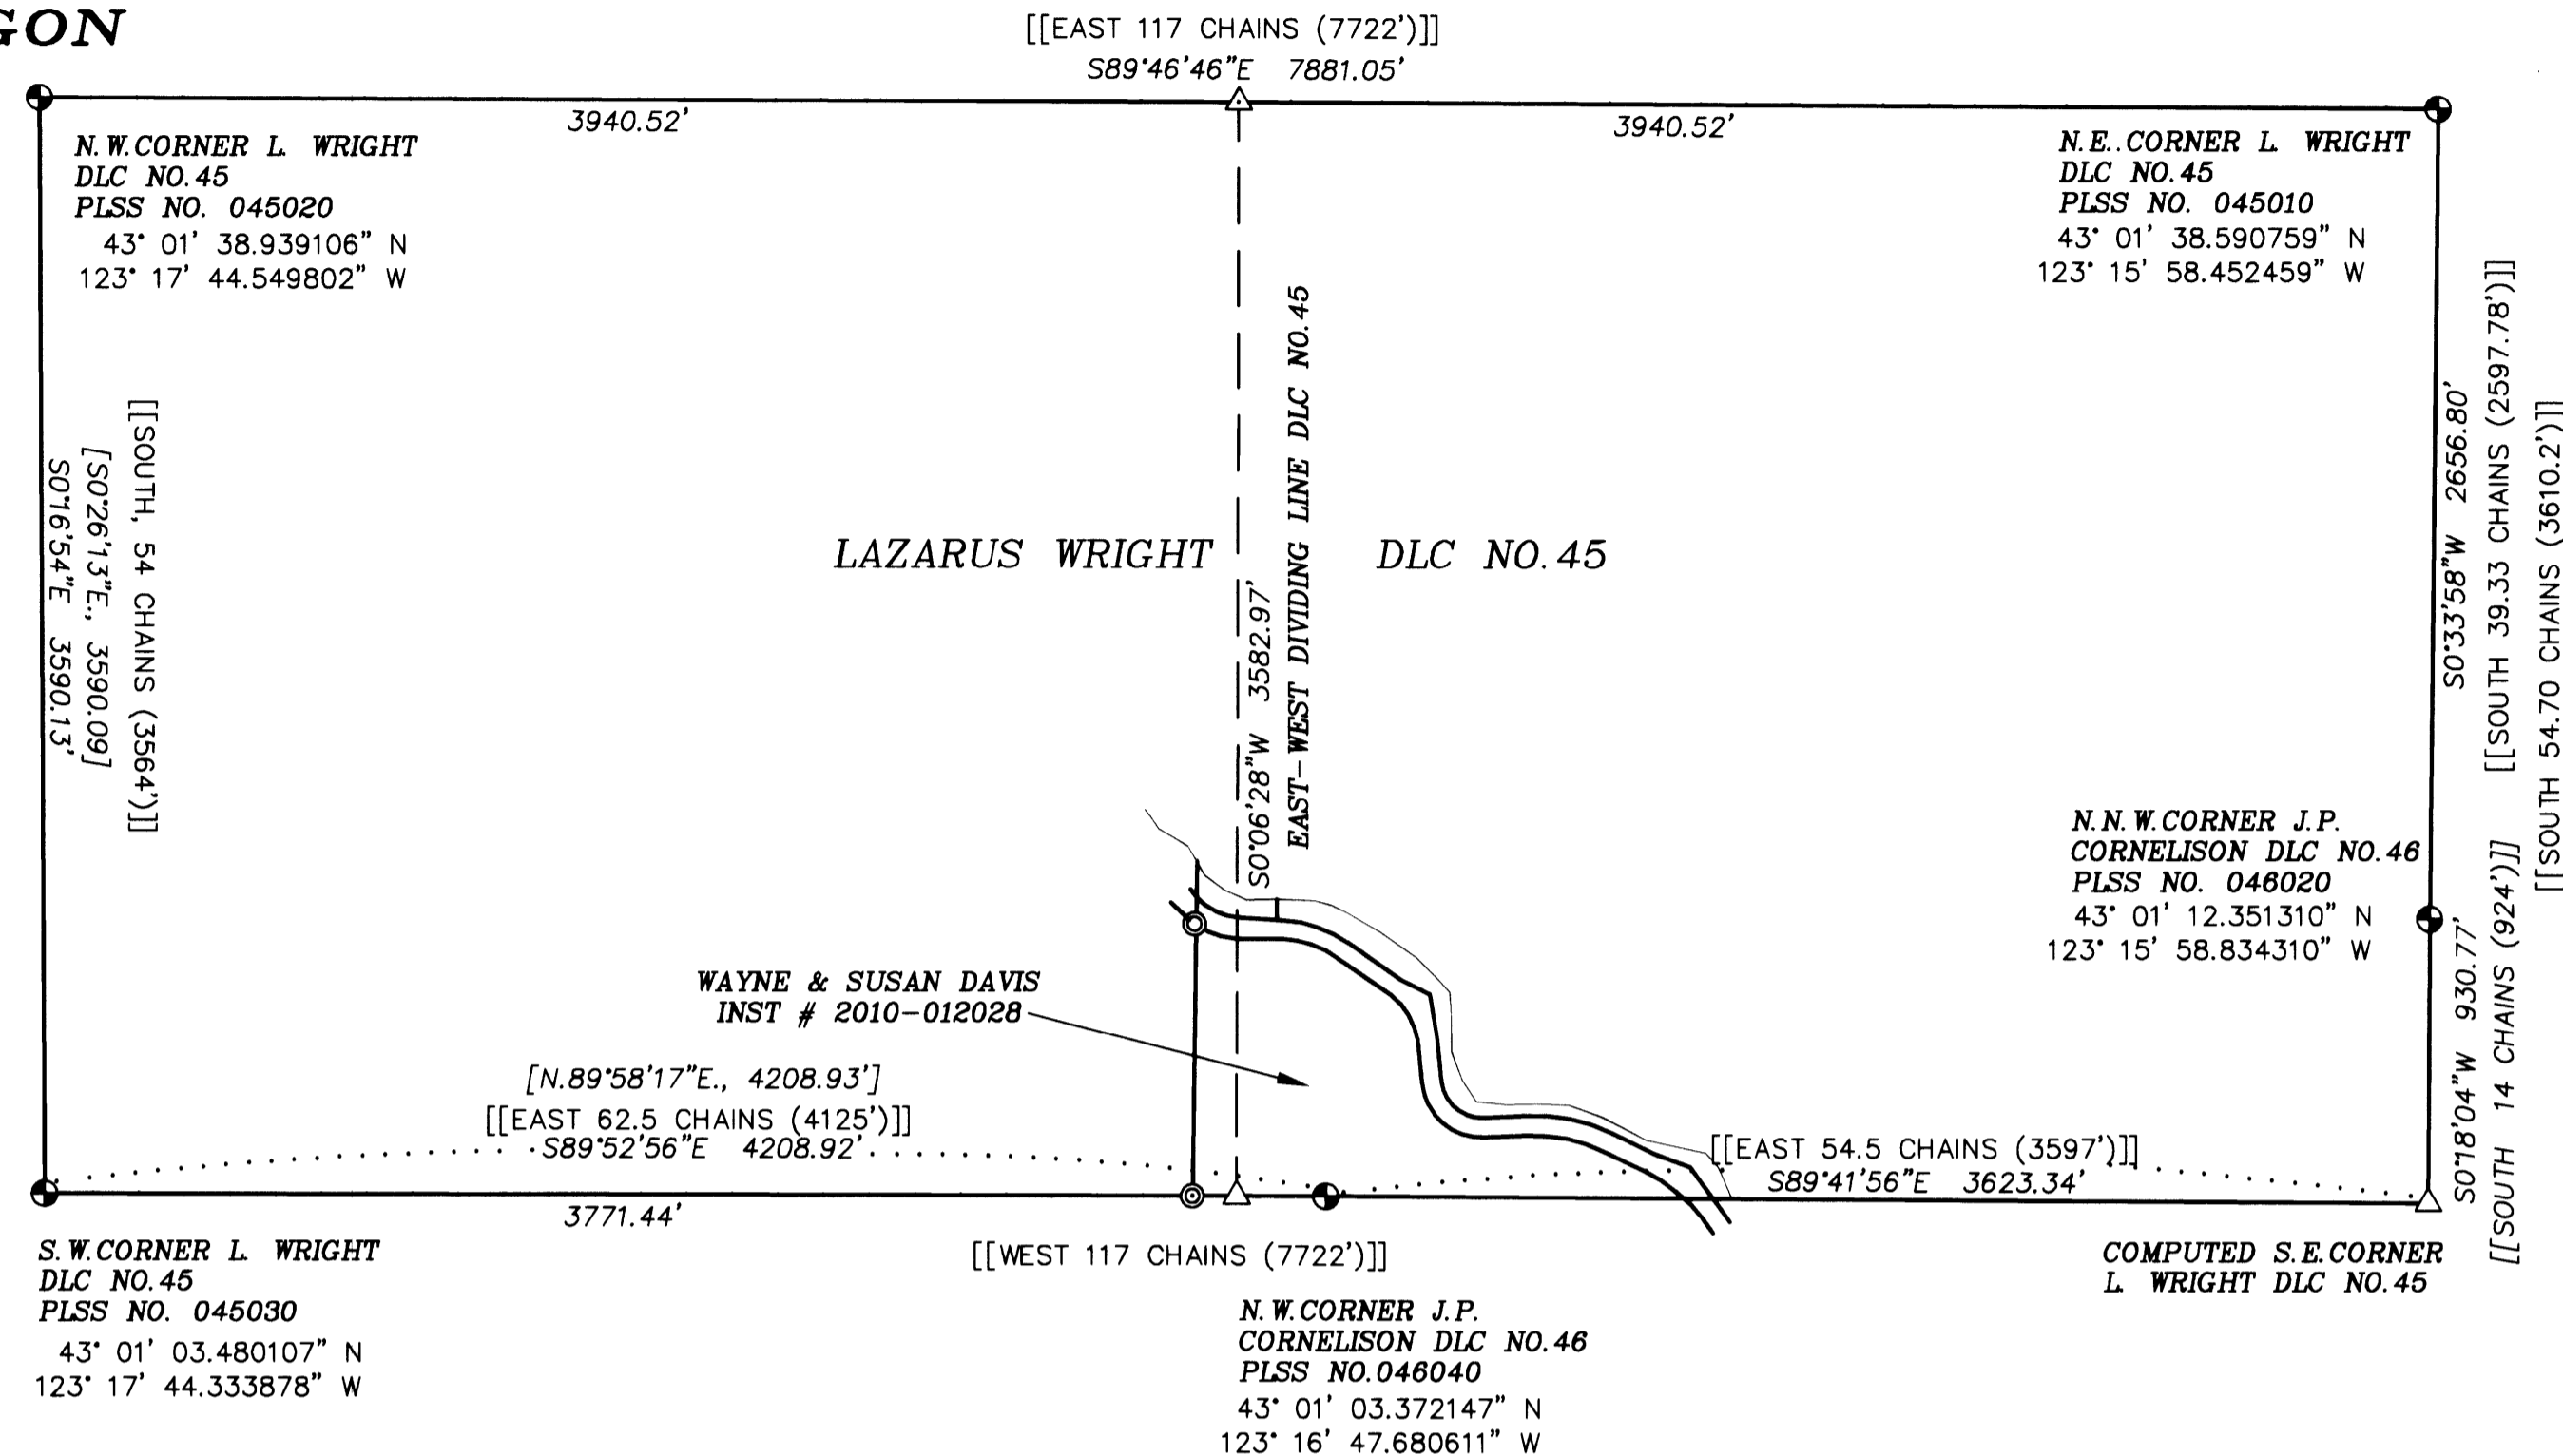 GON
[[EAST 117 CHAINS (7722')]]
S89°46'46"E 7881.05'
3940.52'
3940.52'
N.W.CORNER L. WRIGHT
DLC NO.45
PLSS NO. 045020
43° 01' 38.939106" N
123° 17' 44.549802" W
N.E..CORNER L. WRIGHT
DLC NO.45
PLSS NO. 045010
43° 01' 38.590759" N
123° 15' 58.452459" W
[[SOUTH, 54 CHAINS (3564')]]
[S0°26'13"E., 3590.09]
S0°16'54"E 3590.13'
LAZARUS WRIGHT DLC NO.45
S0°06'28"W 3582.97'
EAST-WEST DIVIDING LINE DLC NO.45
S0°33'58"W 2656.80'
[[SOUTH 39.33 CHAINS (2597.78')]]
[[SOUTH 54.70 CHAINS (3610.2')]]
N.N.W.CORNER J.P.
CORNELISON DLC NO.46
PLSS NO. 046020
43° 01' 12.351310" N
123° 15' 58.834310" W
S0°18'04"W 930.77'
[[SOUTH 14 CHAINS (924')]]
WAYNE & SUSAN DAVIS
INST # 2010-012028
[N.89°58'17"E., 4208.93']
[[EAST 62.5 CHAINS (4125')]]
S89°52'56"E 4208.92'
[[EAST 54.5 CHAINS (3597')]]
S89°41'56"E 3623.34'
3771.44'
S.W.CORNER L. WRIGHT
DLC NO.45
PLSS NO. 045030
43° 01' 03.480107" N
123° 17' 44.333878" W
[[WEST 117 CHAINS (7722')]]
N.W.CORNER J.P.
CORNELISON DLC NO.46
PLSS NO.046040
43° 01' 03.372147" N
123° 16' 47.680611" W
COMPUTED S.E.CORNER
L. WRIGHT DLC NO.45